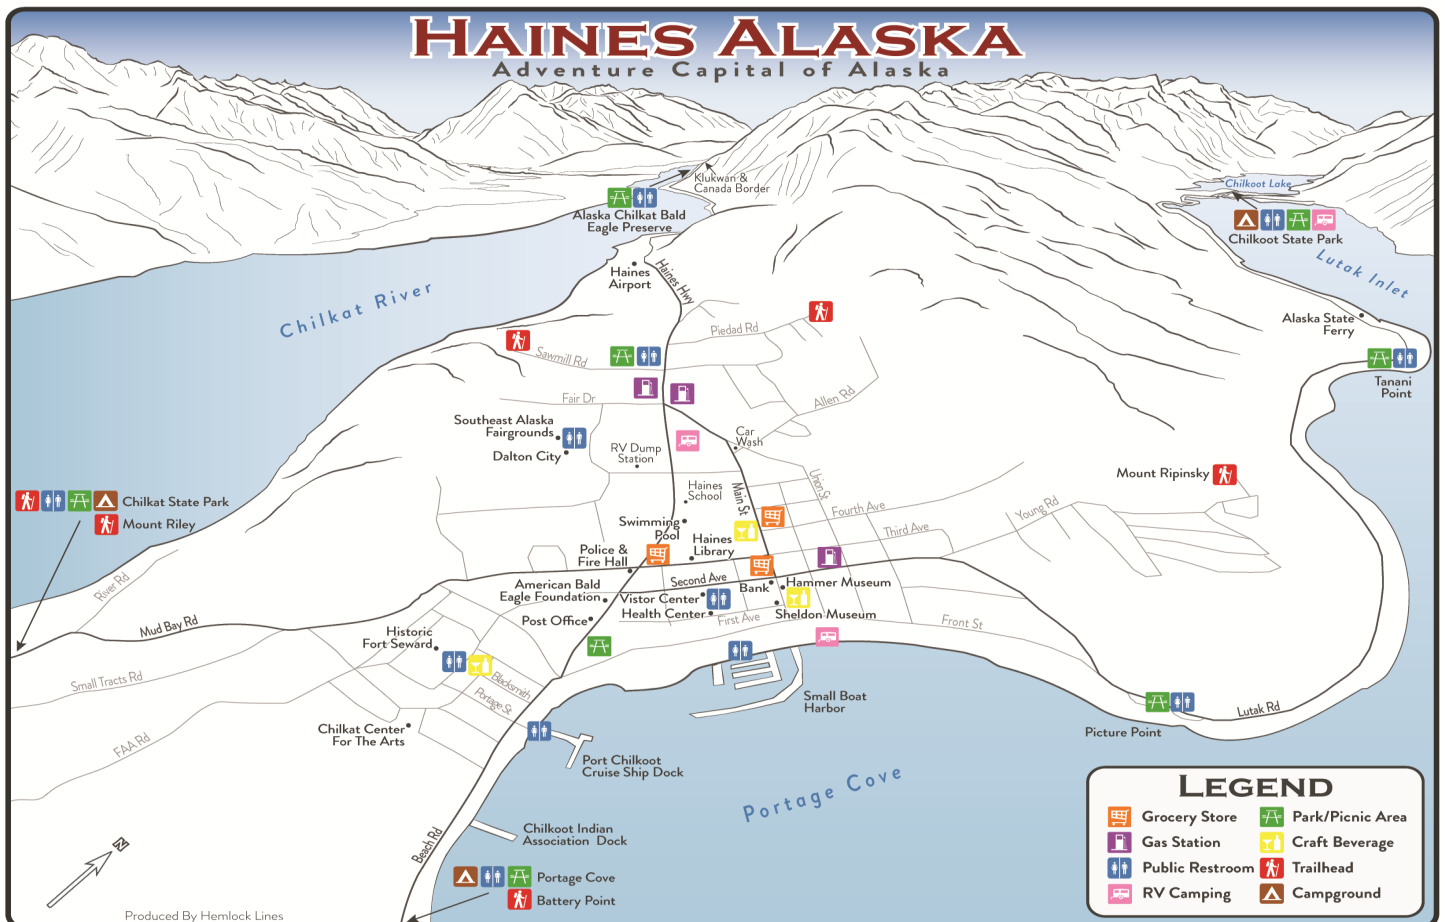 HAINES ALASKA
Adventure Capital of Alaska
Klukwan &
Canada Border
Alaska Chilkat Bald
Eagle Preserve
Chilkoot Lake
Chilkoot State Park
Lutak Inlet
Haines
Airport
Haines Hwy
Chilkat River
Alaska State
Ferry
Piedad Rd
Sawmill Rd
Tanani
Point
Fair Dr
Allen Rd
Southeast Alaska
Fairgrounds
Dalton City
Car
Wash
RV Dump
Station
Mount Ripinsky
Haines
School
Main St
Union St
Chilkat State Park
Mount Riley
Fourth Ave
Young Rd
Swimming
Pool
Third Ave
Haines
Library
Police &
Fire Hall
River Rd
American Bald
Eagle Foundation
Second Ave
Bank
Hammer Museum
Vistor Center
Health Center
Sheldon Museum
Post Office
First Ave
Front St
Mud Bay Rd
Historic
Fort Seward
Small Tracts Rd
Blacksmith
Portage St
Small Boat
Harbor
Lutak Rd
Picture Point
Chilkat Center
For The Arts
FAA Rd
Port Chilkoot
Cruise Ship Dock
Portage Cove
Chilkoot Indian
Association Dock
Beach Rd
N
Portage Cove
Battery Point
Produced By Hemlock Lines
LEGEND
Grocery Store
Park/Picnic Area
Gas Station
Craft Beverage
Public Restroom
Trailhead
RV Camping
Campground